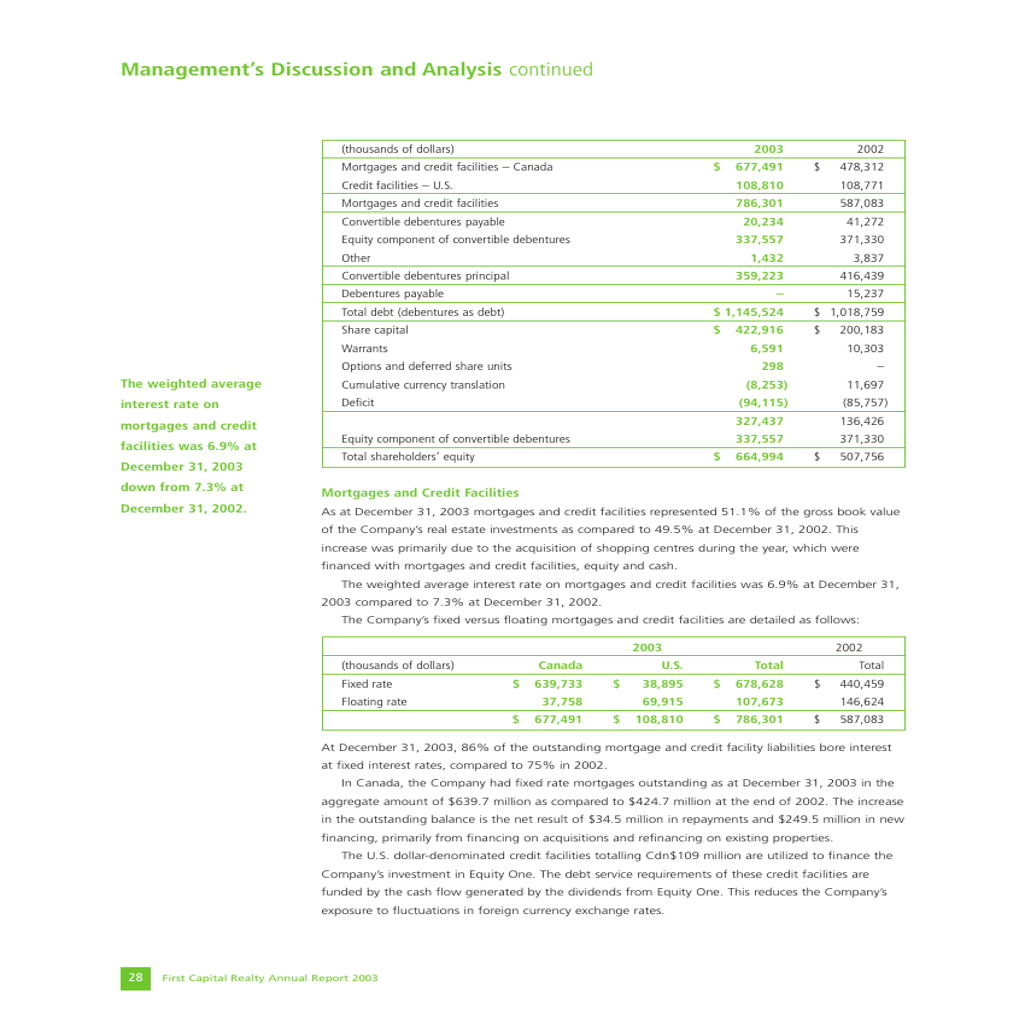 Management's Discussion and Analysis continued
(thousands of dollars) 2003 2002
Mortgages and credit facilities – Canada $ 677,491 $ 478,312
Credit facilities – U.S. 108,810 108,771
Mortgages and credit facilities 786,301 587,083
Convertible debentures payable 20,234 41,272
Equity component of convertible debentures 337,557 371,330
Other 1,432 3,837
Convertible debentures principal 359,223 416,439
Debentures payable – 15,237
Total debt (debentures as debt) $ 1,145,524 $ 1,018,759
Share capital $ 422,916 $ 200,183
Warrants 6,591 10,303
Options and deferred share units 298 –
Cumulative currency translation (8,253) 11,697
Deficit (94,115) (85,757)
327,437 136,426
Equity component of convertible debentures 337,557 371,330
Total shareholders' equity $ 664,994 $ 507,756
The weighted average
interest rate on
mortgages and credit
facilities was 6.9% at
December 31, 2003
down from 7.3% at
December 31, 2002.
Mortgages and Credit Facilities
As at December 31, 2003 mortgages and credit facilities represented 51.1% of the gross book value
of the Company's real estate investments as compared to 49.5% at December 31, 2002. This
increase was primarily due to the acquisition of shopping centres during the year, which were
financed with mortgages and credit facilities, equity and cash.
The weighted average interest rate on mortgages and credit facilities was 6.9% at December 31,
2003 compared to 7.3% at December 31, 2002.
The Company's fixed versus floating mortgages and credit facilities are detailed as follows:
2003 2002
(thousands of dollars) Canada U.S. Total Total
Fixed rate $ 639,733 $ 38,895 $ 678,628 $ 440,459
Floating rate 37,758 69,915 107,673 146,624
$ 677,491 $ 108,810 $ 786,301 $ 587,083
At December 31, 2003, 86% of the outstanding mortgage and credit facility liabilities bore interest
at fixed interest rates, compared to 75% in 2002.
In Canada, the Company had fixed rate mortgages outstanding as at December 31, 2003 in the
aggregate amount of $639.7 million as compared to $424.7 million at the end of 2002. The increase
in the outstanding balance is the net result of $34.5 million in repayments and $249.5 million in new
financing, primarily from financing on acquisitions and refinancing on existing properties.
The U.S. dollar-denominated credit facilities totalling Cdn$109 million are utilized to finance the
Company's investment in Equity One. The debt service requirements of these credit facilities are
funded by the cash flow generated by the dividends from Equity One. This reduces the Company's
exposure to fluctuations in foreign currency exchange rates.
28 First Capital Realty Annual Report 2003